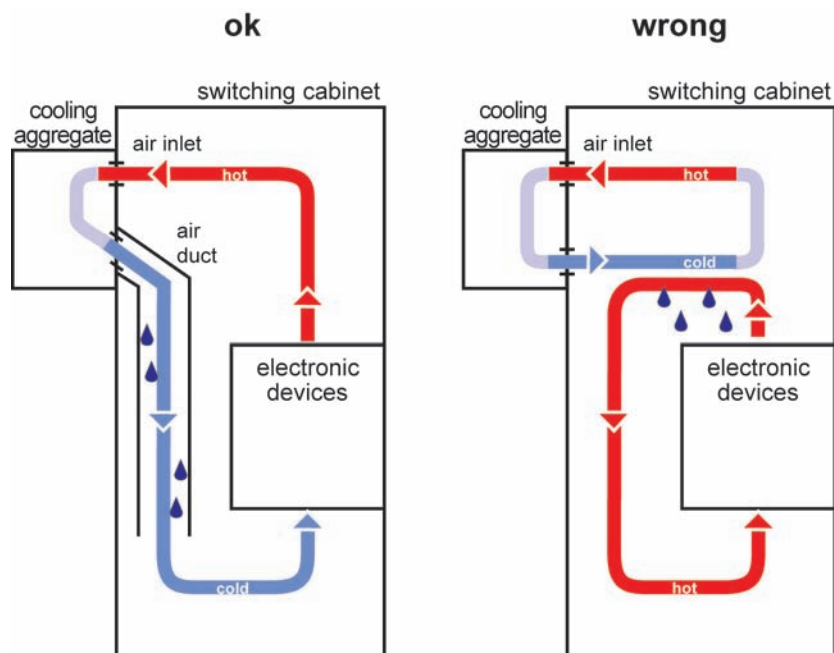 ok
switching cabinet
cooling
aggregate
air inlet
hot
air
duct
electronic
devices
cold
wrong
switching cabinet
cooling
aggregate
air inlet
hot
cold
electronic
devices
hot